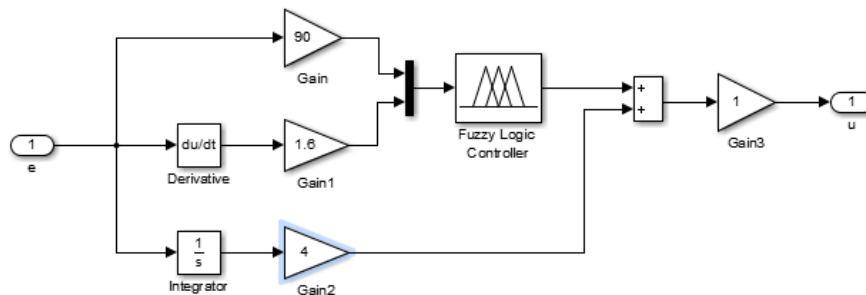 90
Gain
1
e
du/dt
Derivative
1.6
Gain1
Fuzzy Logic
Controller
+
+
1
Gain3
1
u
1
s
Integrator
4
Gain2